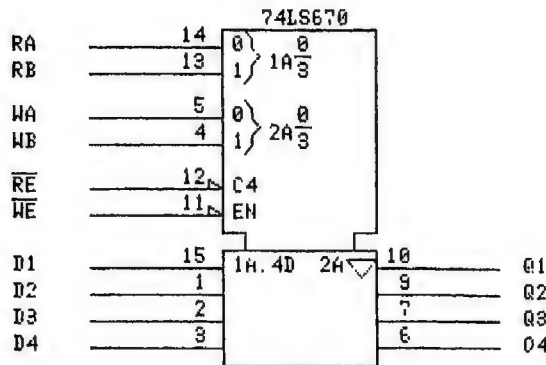 74LS670
RA 14 0 } 1A 0/3
RB 13 1
WA 5 0 } 2A 0/3
WB 4 1
RE 12 C4
WE 11 EN
D1 15 1A.4D 2A ▽ 10 Q1
D2 1 9 Q2
D3 2 7 Q3
D4 3 6 O4